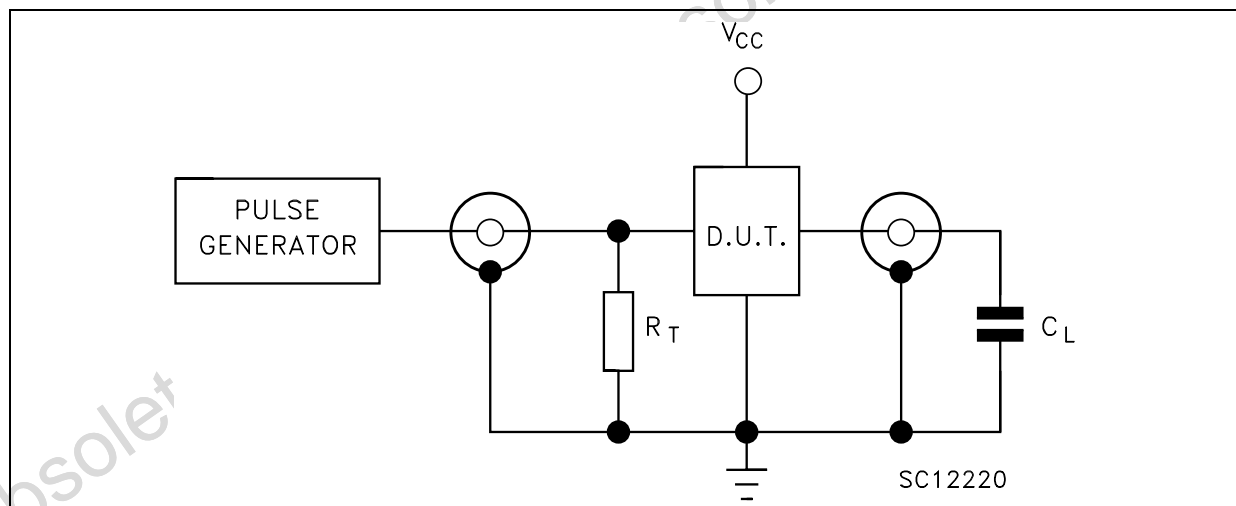 VCC
PULSE
GENERATOR
D.U.T.
RT
CL
SC12220